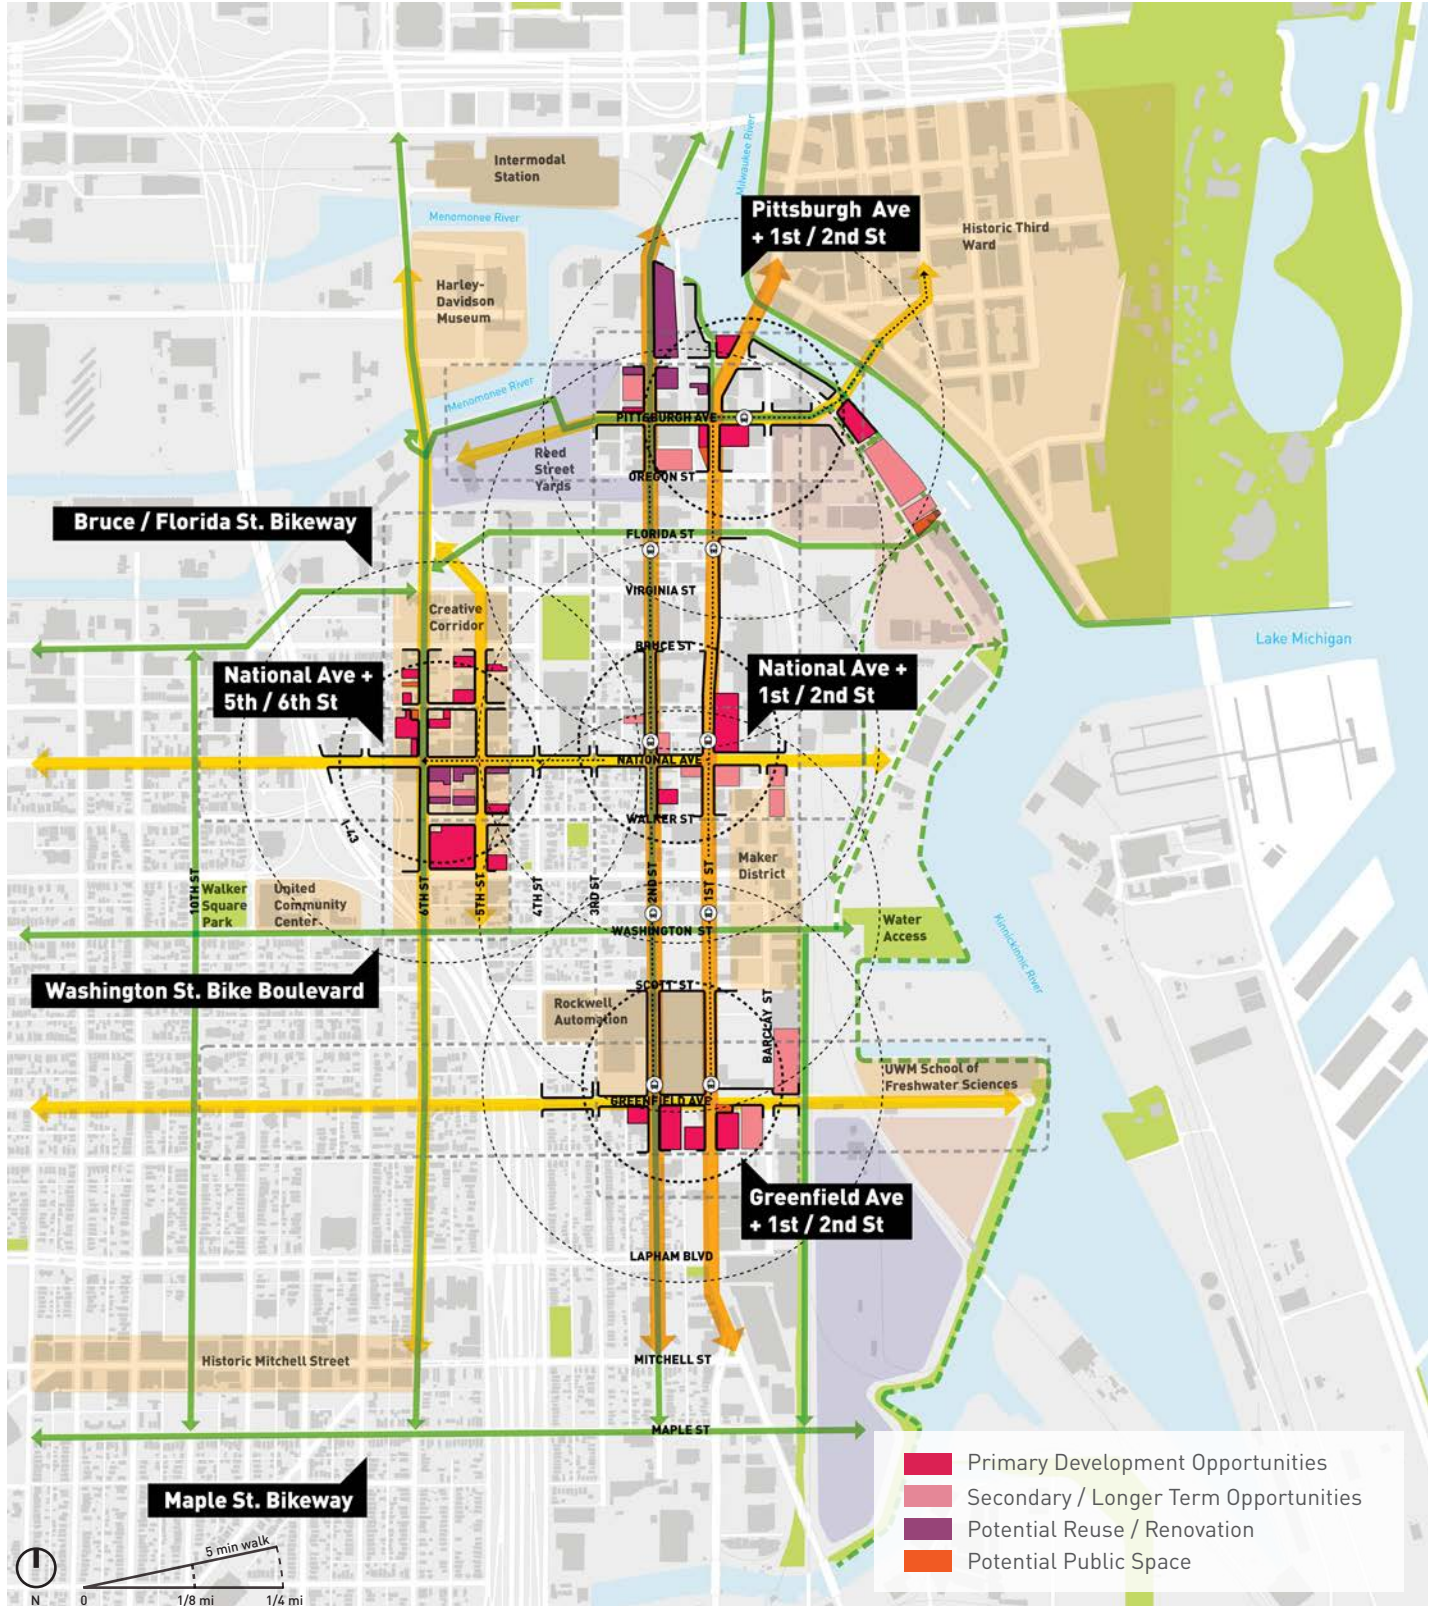 Intermodal
Station
Milwaukee River
Menomonee River
Pittsburgh Ave
+ 1st / 2nd St
Historic Third
Ward
Harley-
Davidson
Museum
Menomonee River
PITTSBURGH AVE
Reed
Street
Yards
OREGON ST
Bruce / Florida St. Bikeway
FLORIDA ST
VIRGINIA ST
Creative
Corridor
BRUCE ST
Lake Michigan
National Ave +
5th / 6th St
National Ave +
1st / 2nd St
NATIONAL AVE
WALKER ST
I-43
Maker
District
10TH ST
Walker
Square
Park
United
Community
Center
6TH ST
5TH ST
4TH ST
3RD ST
2ND ST
1ST ST
Water
Access
WASHINGTON ST
Kinnickinnic River
Washington St. Bike Boulevard
SCOTT ST
Rockwell
Automation
BARCLAY ST
UWM School of
Freshwater Sciences
GREENFIELD AVE
Greenfield Ave
+ 1st / 2nd St
LAPHAM BLVD
Historic Mitchell Street
MITCHELL ST
MAPLE ST
Maple St. Bikeway
Primary Development Opportunities
Secondary / Longer Term Opportunities
Potential Reuse / Renovation
Potential Public Space
5 min walk
N
0
1/8 mi
1/4 mi